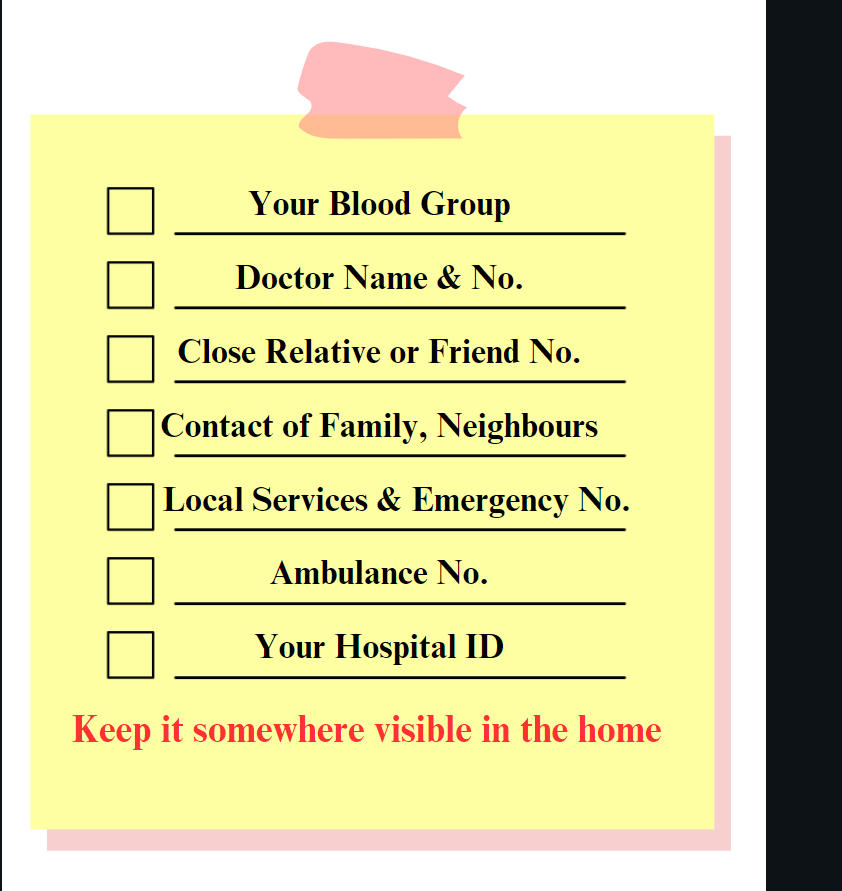 Your Blood Group
Doctor Name & No.
Close Relative or Friend No.
Contact of Family, Neighbours
Local Services & Emergency No.
Ambulance No.
Your Hospital ID
Keep it somewhere visible in the home